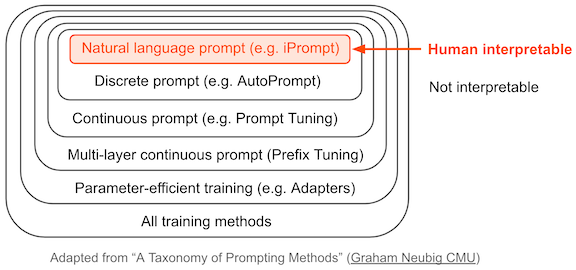 Natural language prompt (e.g. iPrompt)
Human interpretable
Discrete prompt (e.g. AutoPrompt)
Not interpretable
Continuous prompt (e.g. Prompt Tuning)
Multi-layer continuous prompt (Prefix Tuning)
Parameter-efficient training (e.g. Adapters)
All training methods
Adapted from “A Taxonomy of Prompting Methods” (Graham Neubig CMU)